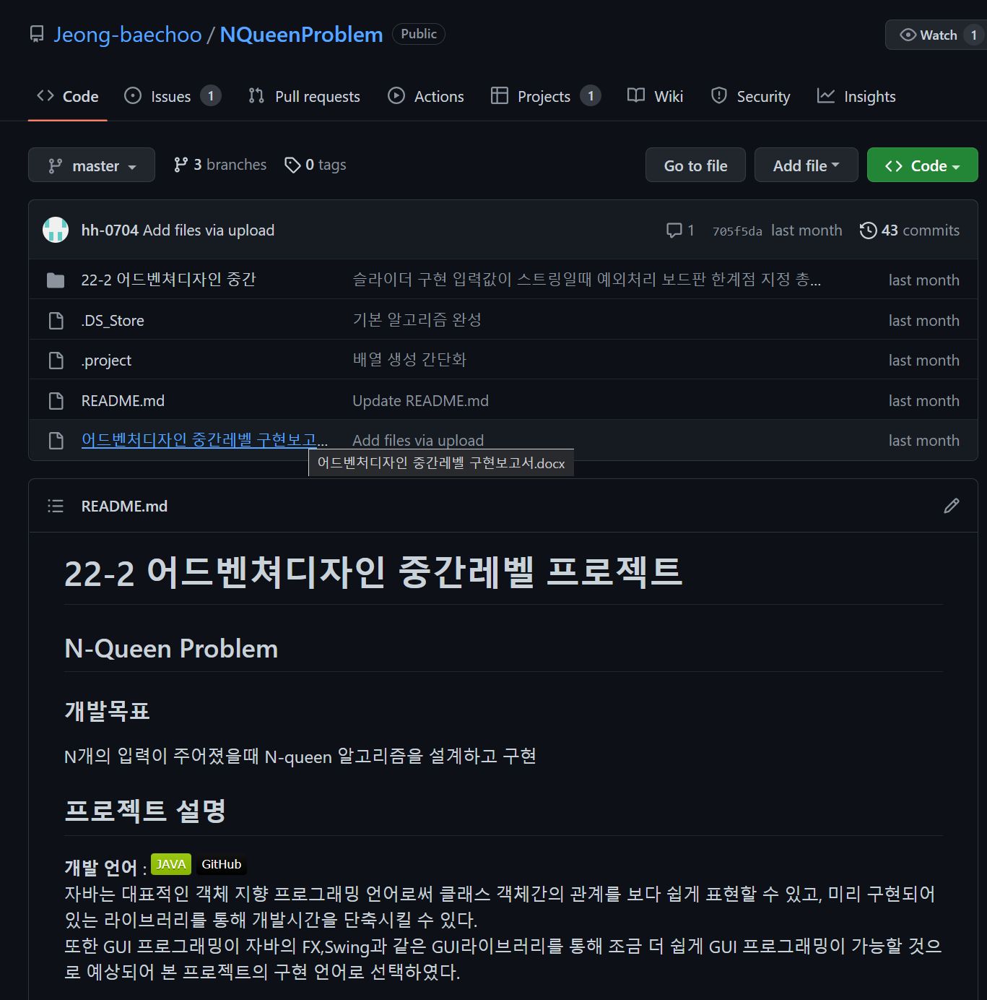 Jeong-baechoo / NQueenProblem Public
Watch 1
Code Issues 1 Pull requests Actions Projects 1 Wiki Security Insights
master 3 branches 0 tags Go to file Add file Code
hh-0704 Add files via upload 1 705f5da last month 43 commits
22-2 어드벤쳐디자인 중간 슬라이더 구현 입력값이 스트링일때 예외처리 보드판 한계점 지정 총... last month
.DS_Store 기본 알고리즘 완성 last month
.project 배열 생성 간단화 last month
README.md Update README.md last month
어드벤처디자인 중간레벨 구현보고... Add files via upload last month
어드벤처디자인 중간레벨 구현보고서.docx
README.md
22-2 어드벤쳐디자인 중간레벨 프로젝트
N-Queen Problem
개발목표
N개의 입력이 주어졌을때 N-queen 알고리즘을 설계하고 구현
프로젝트 설명
개발 언어 : JAVA GitHub
자바는 대표적인 객체 지향 프로그래밍 언어로써 클래스 객체간의 관계를 보다 쉽게 표현할 수 있고, 미리 구현되어
있는 라이브러리를 통해 개발시간을 단축시킬 수 있다.
또한 GUI 프로그래밍이 자바의 FX,Swing과 같은 GUI라이브러리를 통해 조금 더 쉽게 GUI 프로그래밍이 가능할 것으
로 예상되어 본 프로젝트의 구현 언어로 선택하였다.